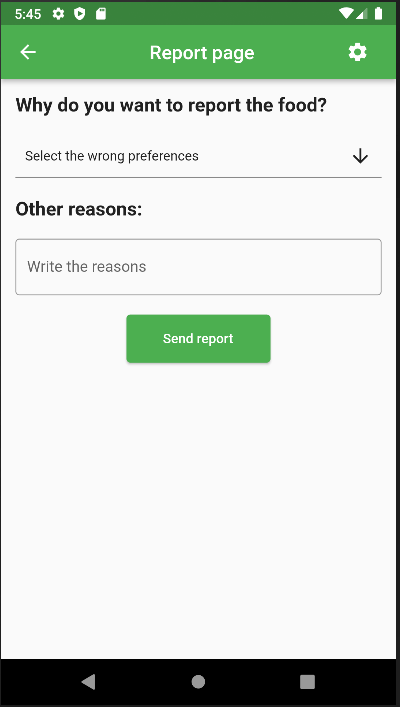 5:45
Report page
Why do you want to report the food?
Select the wrong preferences
Other reasons:
Write the reasons
Send report